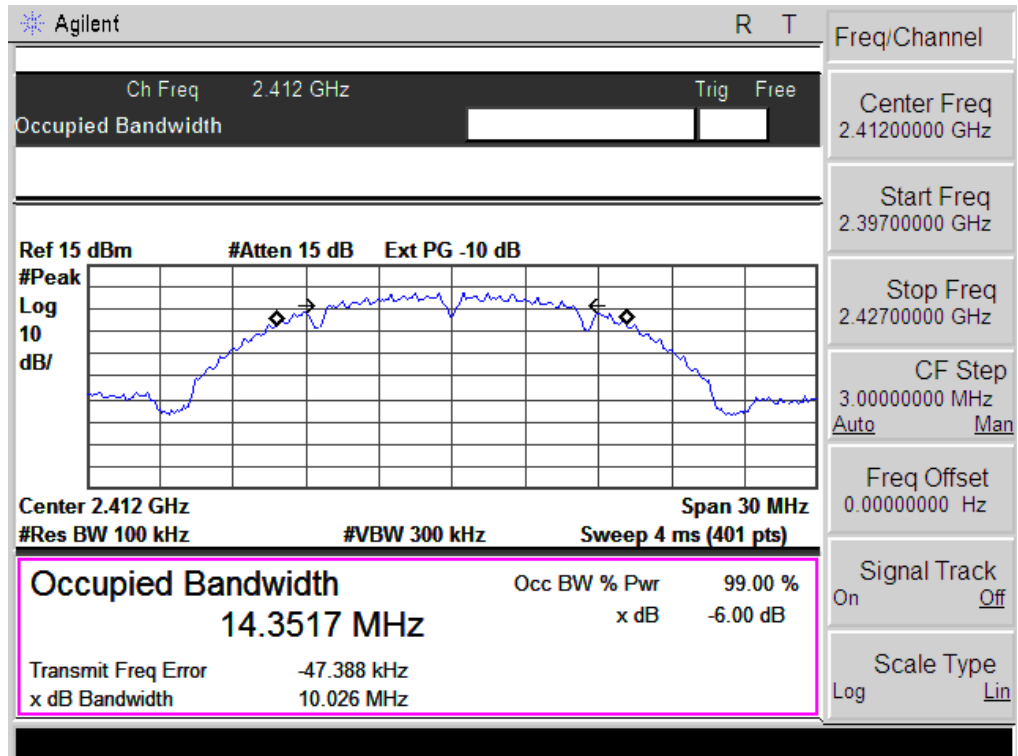 Agilent R T
Ch Freq 2.412 GHz Trig Free
Occupied Bandwidth
Ref 15 dBm #Atten 15 dB Ext PG -10 dB
#Peak
Log
10
dB/
Center 2.412 GHz Span 30 MHz
#Res BW 100 kHz #VBW 300 kHz Sweep 4 ms (401 pts)
Occupied Bandwidth Occ BW % Pwr 99.00 %
14.3517 MHz x dB -6.00 dB
Transmit Freq Error -47.388 kHz
x dB Bandwidth 10.026 MHz
Freq/Channel
Center Freq
2.41200000 GHz
Start Freq
2.39700000 GHz
Stop Freq
2.42700000 GHz
CF Step
3.00000000 MHz
Auto Man
Freq Offset
0.00000000 Hz
Signal Track
On Off
Scale Type
Log Lin